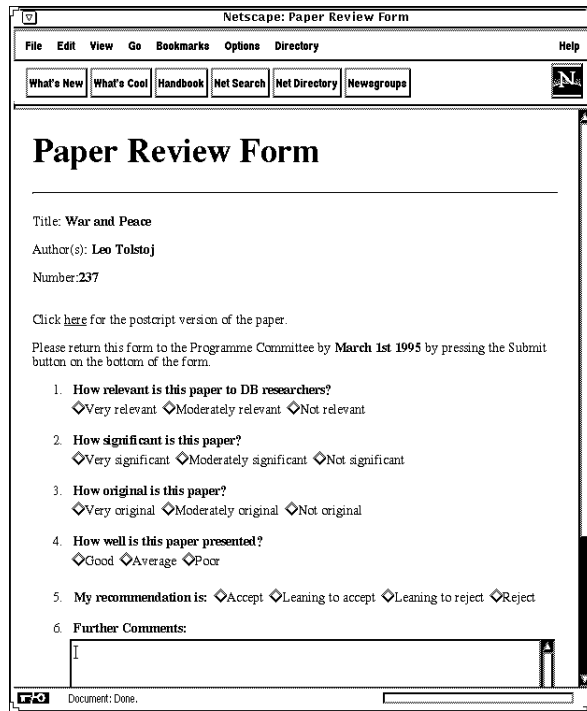 Netscape: Paper Review Form
File Edit View Go Bookmarks Options Directory Help
What's New What's Cool Handbook Net Search Net Directory Newsgroups
N
Paper Review Form
Title: War and Peace
Author(s): Leo Tolstoj
Number:237
Click here for the postcript version of the paper.
Please return this form to the Programme Committee by March 1st 1995 by pressing the Submit
button on the bottom of the form.
1. How relevant is this paper to DB researchers?
Very relevant Moderately relevant Not relevant
2. How significant is this paper?
Very significant Moderately significant Not significant
3. How original is this paper?
Very original Moderately original Not original
4. How well is this paper presented?
Good Average Poor
5. My recommendation is: Accept Leaning to accept Leaning to reject Reject
6. Further Comments:
Document: Done.